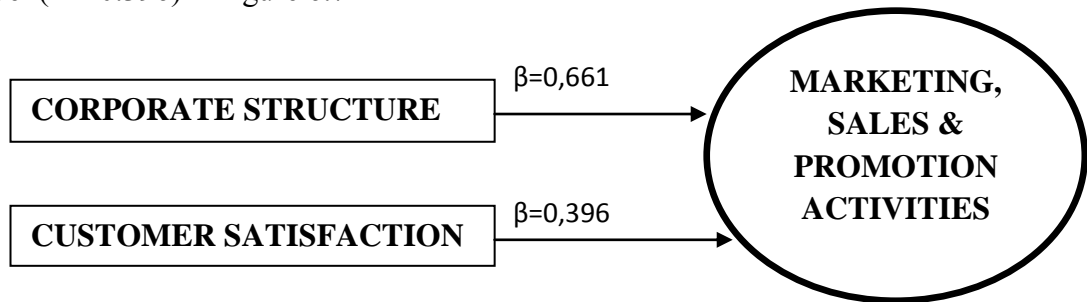 β=0,661
CORPORATE STRUCTURE
MARKETING,
SALES &
PROMOTION
ACTIVITIES
β=0,396
CUSTOMER SATISFACTION